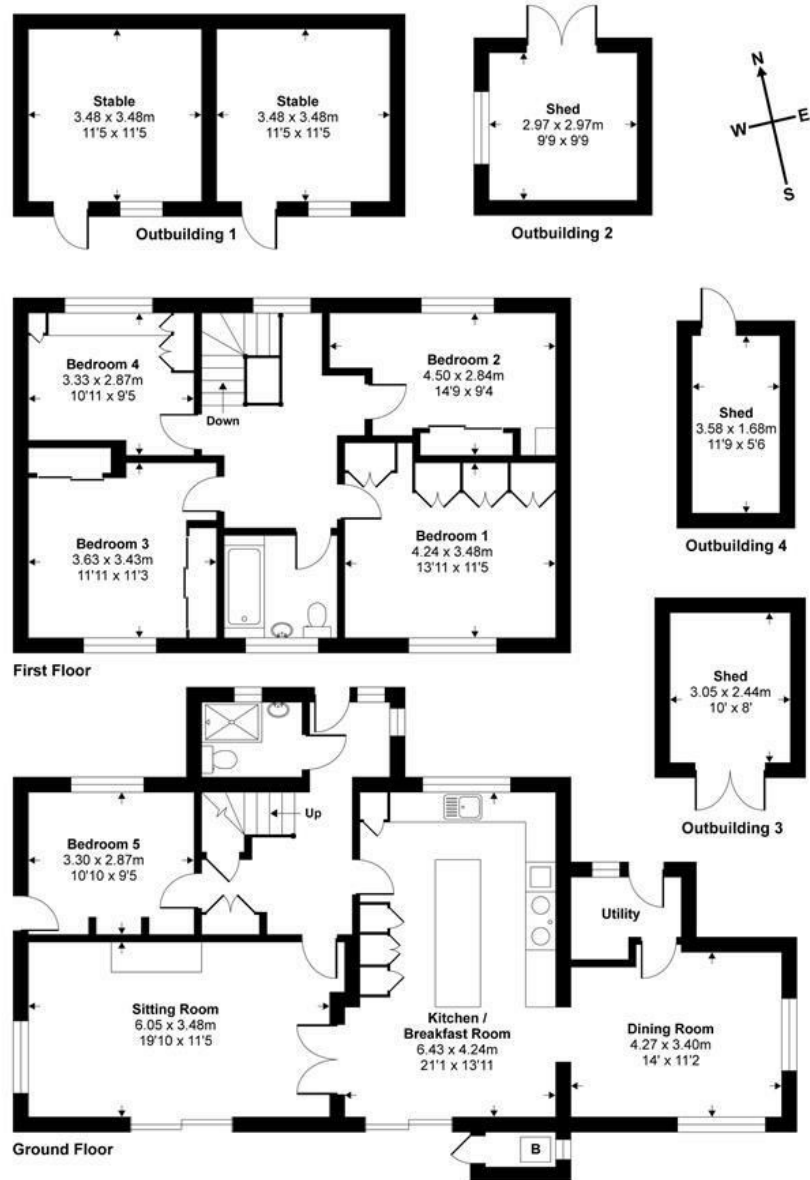 Stable
3.48 x 3.48m
11'5 x 11'5
Stable
3.48 x 3.48m
11'5 x 11'5
Outbuilding 1
Shed
2.97 x 2.97m
9'9 x 9'9
Outbuilding 2
N
W
E
S
Bedroom 4
3.33 x 2.87m
10'11 x 9'5
Down
Bedroom 2
4.50 x 2.84m
14'9 x 9'4
Bedroom 3
3.63 x 3.43m
11'11 x 11'3
Bedroom 1
4.24 x 3.48m
13'11 x 11'5
First Floor
Shed
3.58 x 1.68m
11'9 x 5'6
Outbuilding 4
Shed
3.05 x 2.44m
10' x 8'
Outbuilding 3
Bedroom 5
3.30 x 2.87m
10'10 x 9'5
Up
Utility
Sitting Room
6.05 x 3.48m
19'10 x 11'5
Kitchen /
Breakfast Room
6.43 x 4.24m
21'1 x 13'11
Dining Room
4.27 x 3.40m
14' x 11'2
B
Ground Floor